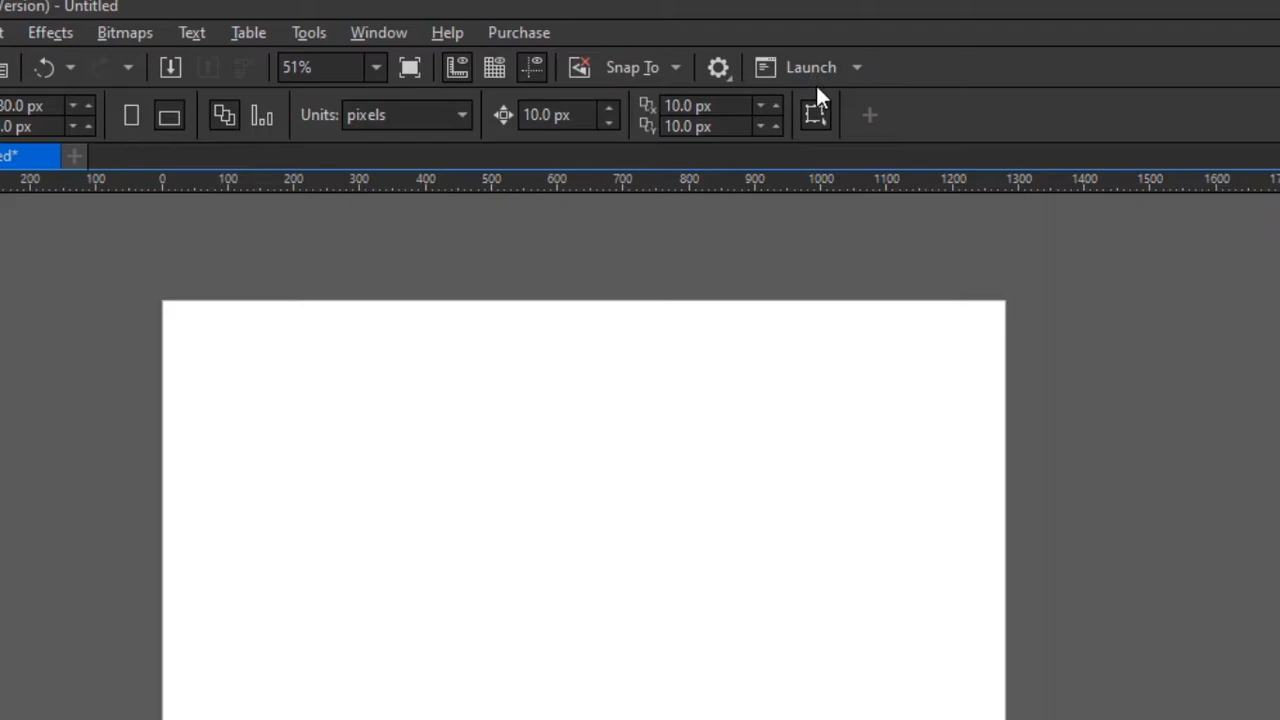 Version) - Untitled
t Effects Bitmaps Text Table Tools Window Help Purchase
51% Snap To Launch
80.0 px
.0 px
Units: pixels
10.0 px
10.0 px
10.0 px
ed*
200 100 0 100 200 300 400 500 600 700 800 900 1000 1100 1200 1300 1400 1500 1600 17